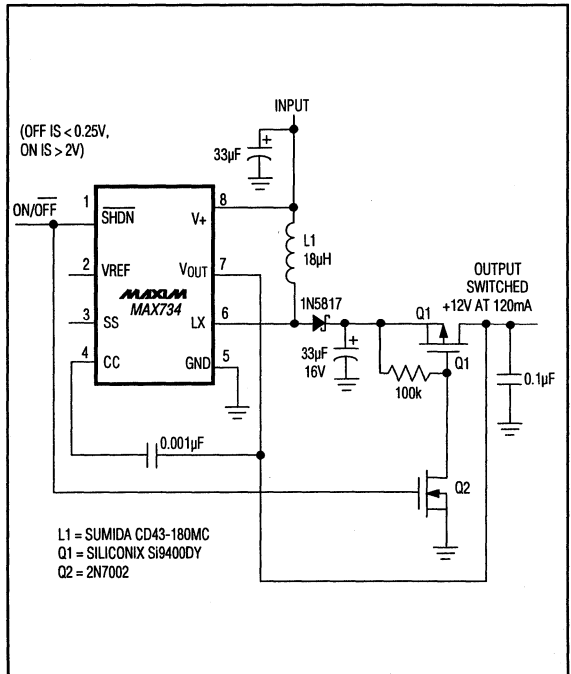 INPUT
(OFF IS < 0.25V,
ON IS > 2V)
33µF
+
ON/OFF
1
SHDN
V+
8
L1
18µH
2
VREF
VOUT
7
MAXIM
MAX734
3
SS
LX
6
1N5817
Q1
OUTPUT
SWITCHED
+12V AT 120mA
4
CC
GND
5
+
33µF
16V
100k
Q1
0.1µF
0.001µF
Q2
L1 = SUMIDA CD43-180MC
Q1 = SILICONIX Si9400DY
Q2 = 2N7002